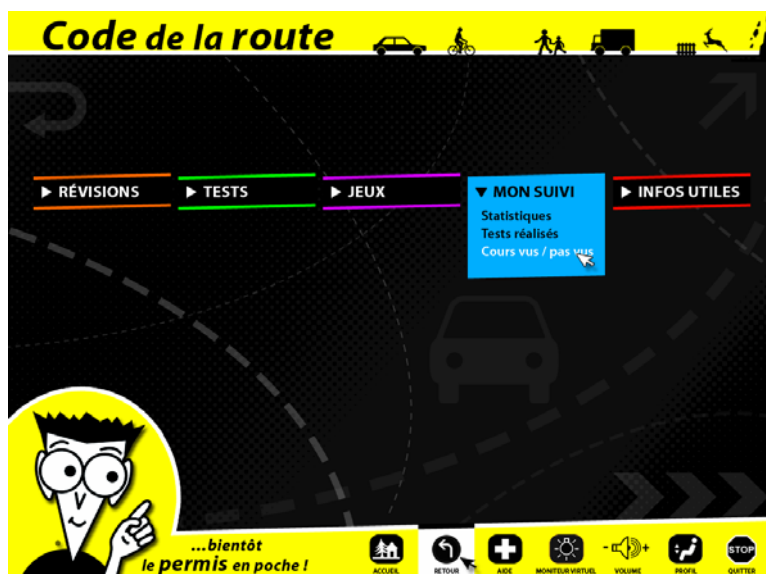 Code de la route
RÉVISIONS
TESTS
JEUX
MON SUIVI
INFOS UTILES
Statistiques
Tests réalisés
Cours vus / pas vus
...bientôt
le permis en poche !
ACCUEIL
RETOUR
AIDE
MONITEUR VIRTUEL
- +
VOLUME
PROFIL
STOP
QUITTER